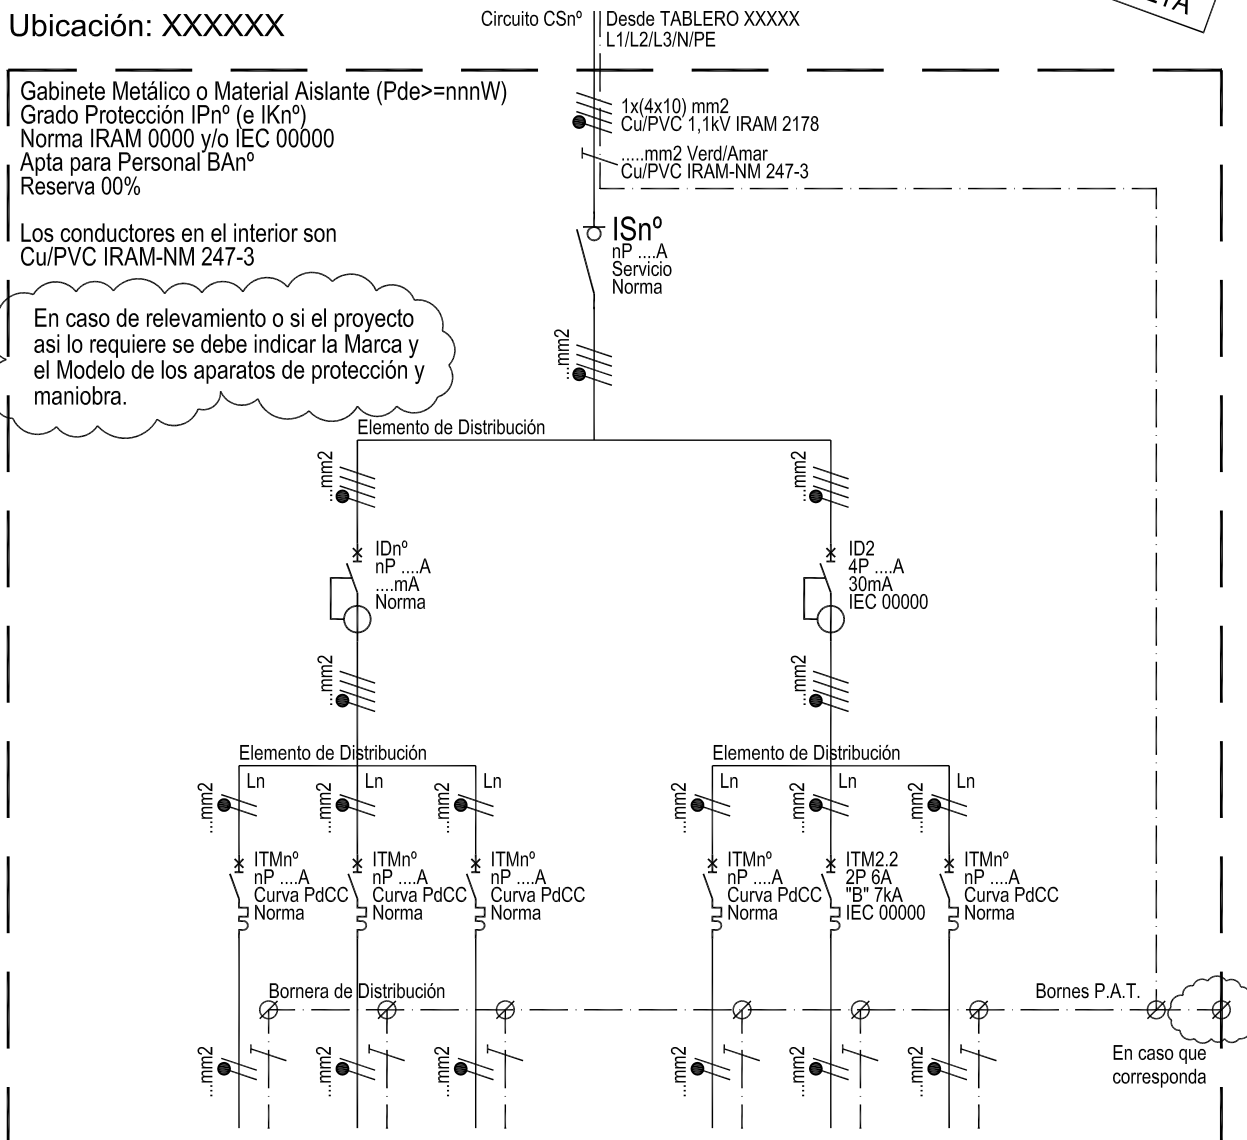 Ubicación: XXXXXX
Circuito CSnº
Desde TABLERO XXXXX
L1/L2/L3/N/PE
Gabinete Metálico o Material Aislante (Pde>=nnnW)
Grado Protección IPnº (e IKnº)
Norma IRAM 0000 y/o IEC 00000
Apta para Personal BAnº
Reserva 00%
Los conductores en el interior son
Cu/PVC IRAM-NM 247-3
1x(4x10) mm2
Cu/PVC 1,1kV IRAM 2178
.....mm2 Verd/Amar
Cu/PVC IRAM-NM 247-3
ISnº
nP ....A
Servicio
Norma
En caso de relevamiento o si el proyecto
asi lo requiere se debe indicar la Marca y
el Modelo de los aparatos de protección y
maniobra.
...mm2
Elemento de Distribución
...mm2
...mm2
IDnº
nP ....A
....mA
Norma
ID2
4P ....A
30mA
IEC 00000
...mm2
...mm2
Elemento de Distribución
Elemento de Distribución
Ln
Ln
Ln
Ln
Ln
Ln
...mm2
...mm2
...mm2
...mm2
...mm2
...mm2
ITMnº
nP ....A
Curva PdCC
Norma
ITMnº
nP ....A
Curva PdCC
Norma
ITMnº
nP ....A
Curva PdCC
Norma
ITMnº
nP ....A
Curva PdCC
Norma
ITM2.2
2P 6A
"B" 7kA
IEC 00000
ITMnº
nP ....A
Curva PdCC
Norma
Bornera de Distribución
Bornes P.A.T.
...mm2
...mm2
...mm2
...mm2
...mm2
...mm2
En caso que
corresponda